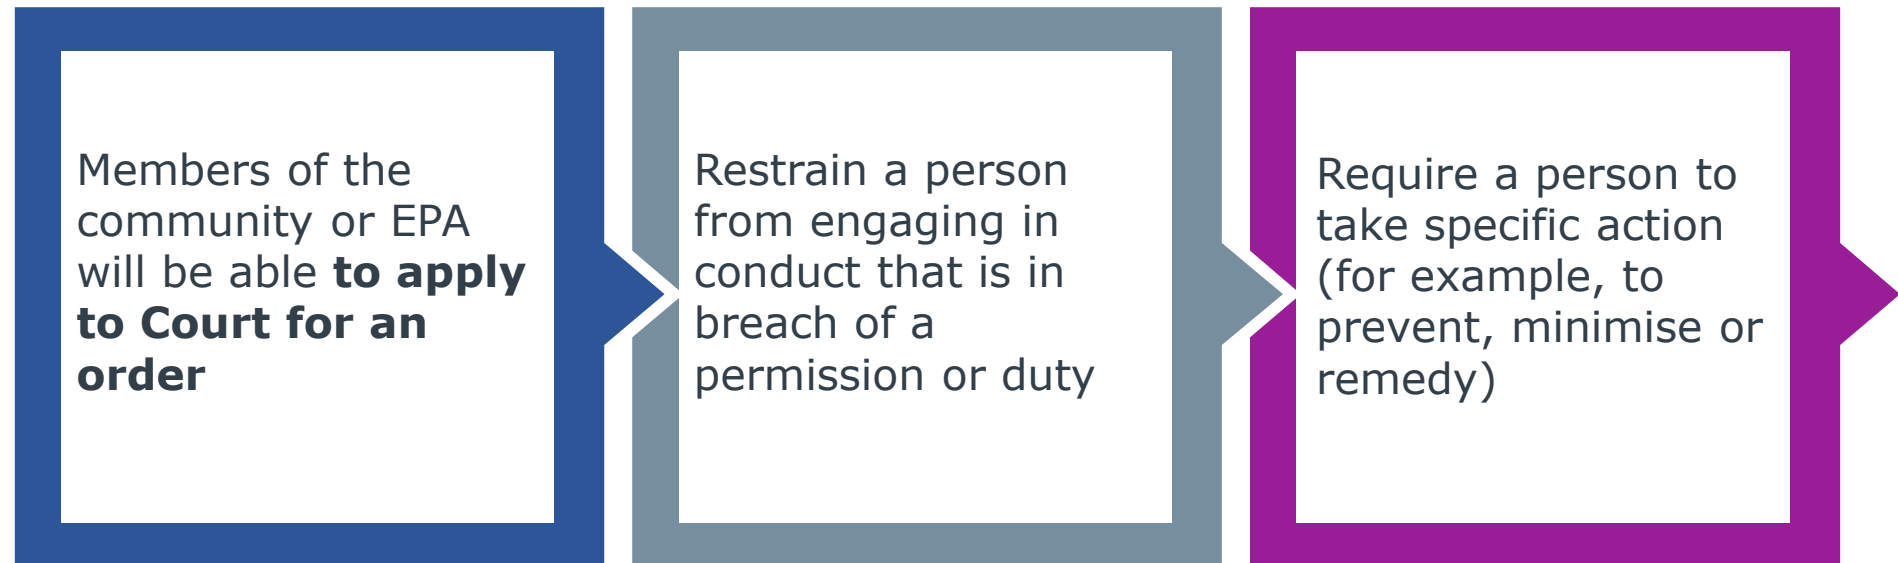 Members of the
community or EPA
will be able to apply
to Court for an
order
Restrain a person
from engaging in
conduct that is in
breach of a
permission or duty
Require a person to
take specific action
(for example, to
prevent, minimise or
remedy)